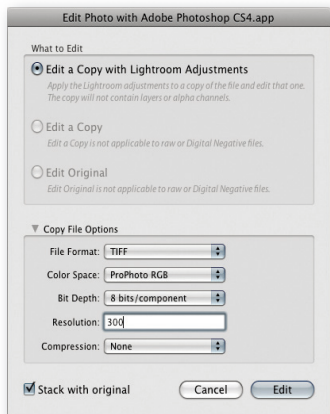 Edit Photo with Adobe Photoshop CS4.app
What to Edit
Edit a Copy with Lightroom Adjustments
Apply the Lightroom adjustments to a copy of the file and edit that one.
The copy will not contain layers or alpha channels.
Edit a Copy
Edit a Copy is not applicable to raw or Digital Negative files.
Edit Original
Edit Original is not applicable to raw or Digital Negative files.
Copy File Options
File Format: TIFF
Color Space: ProPhoto RGB
Bit Depth: 8 bits/component
Resolution: 300
Compression: None
Stack with original Cancel Edit